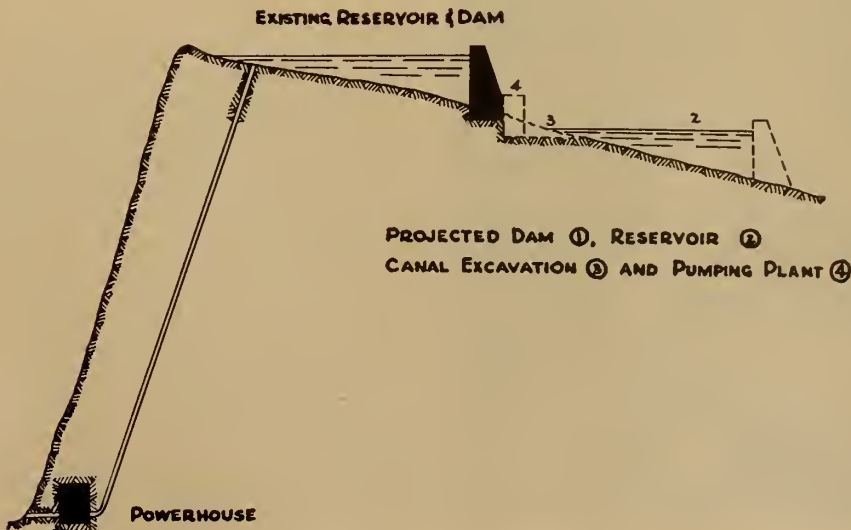 EXISTING RESERVOIR & DAM
4
3
2
PROJECTED DAM ①, RESERVOIR ②
CANAL EXCAVATION ③ AND PUMPING PLANT ④
POWERHOUSE